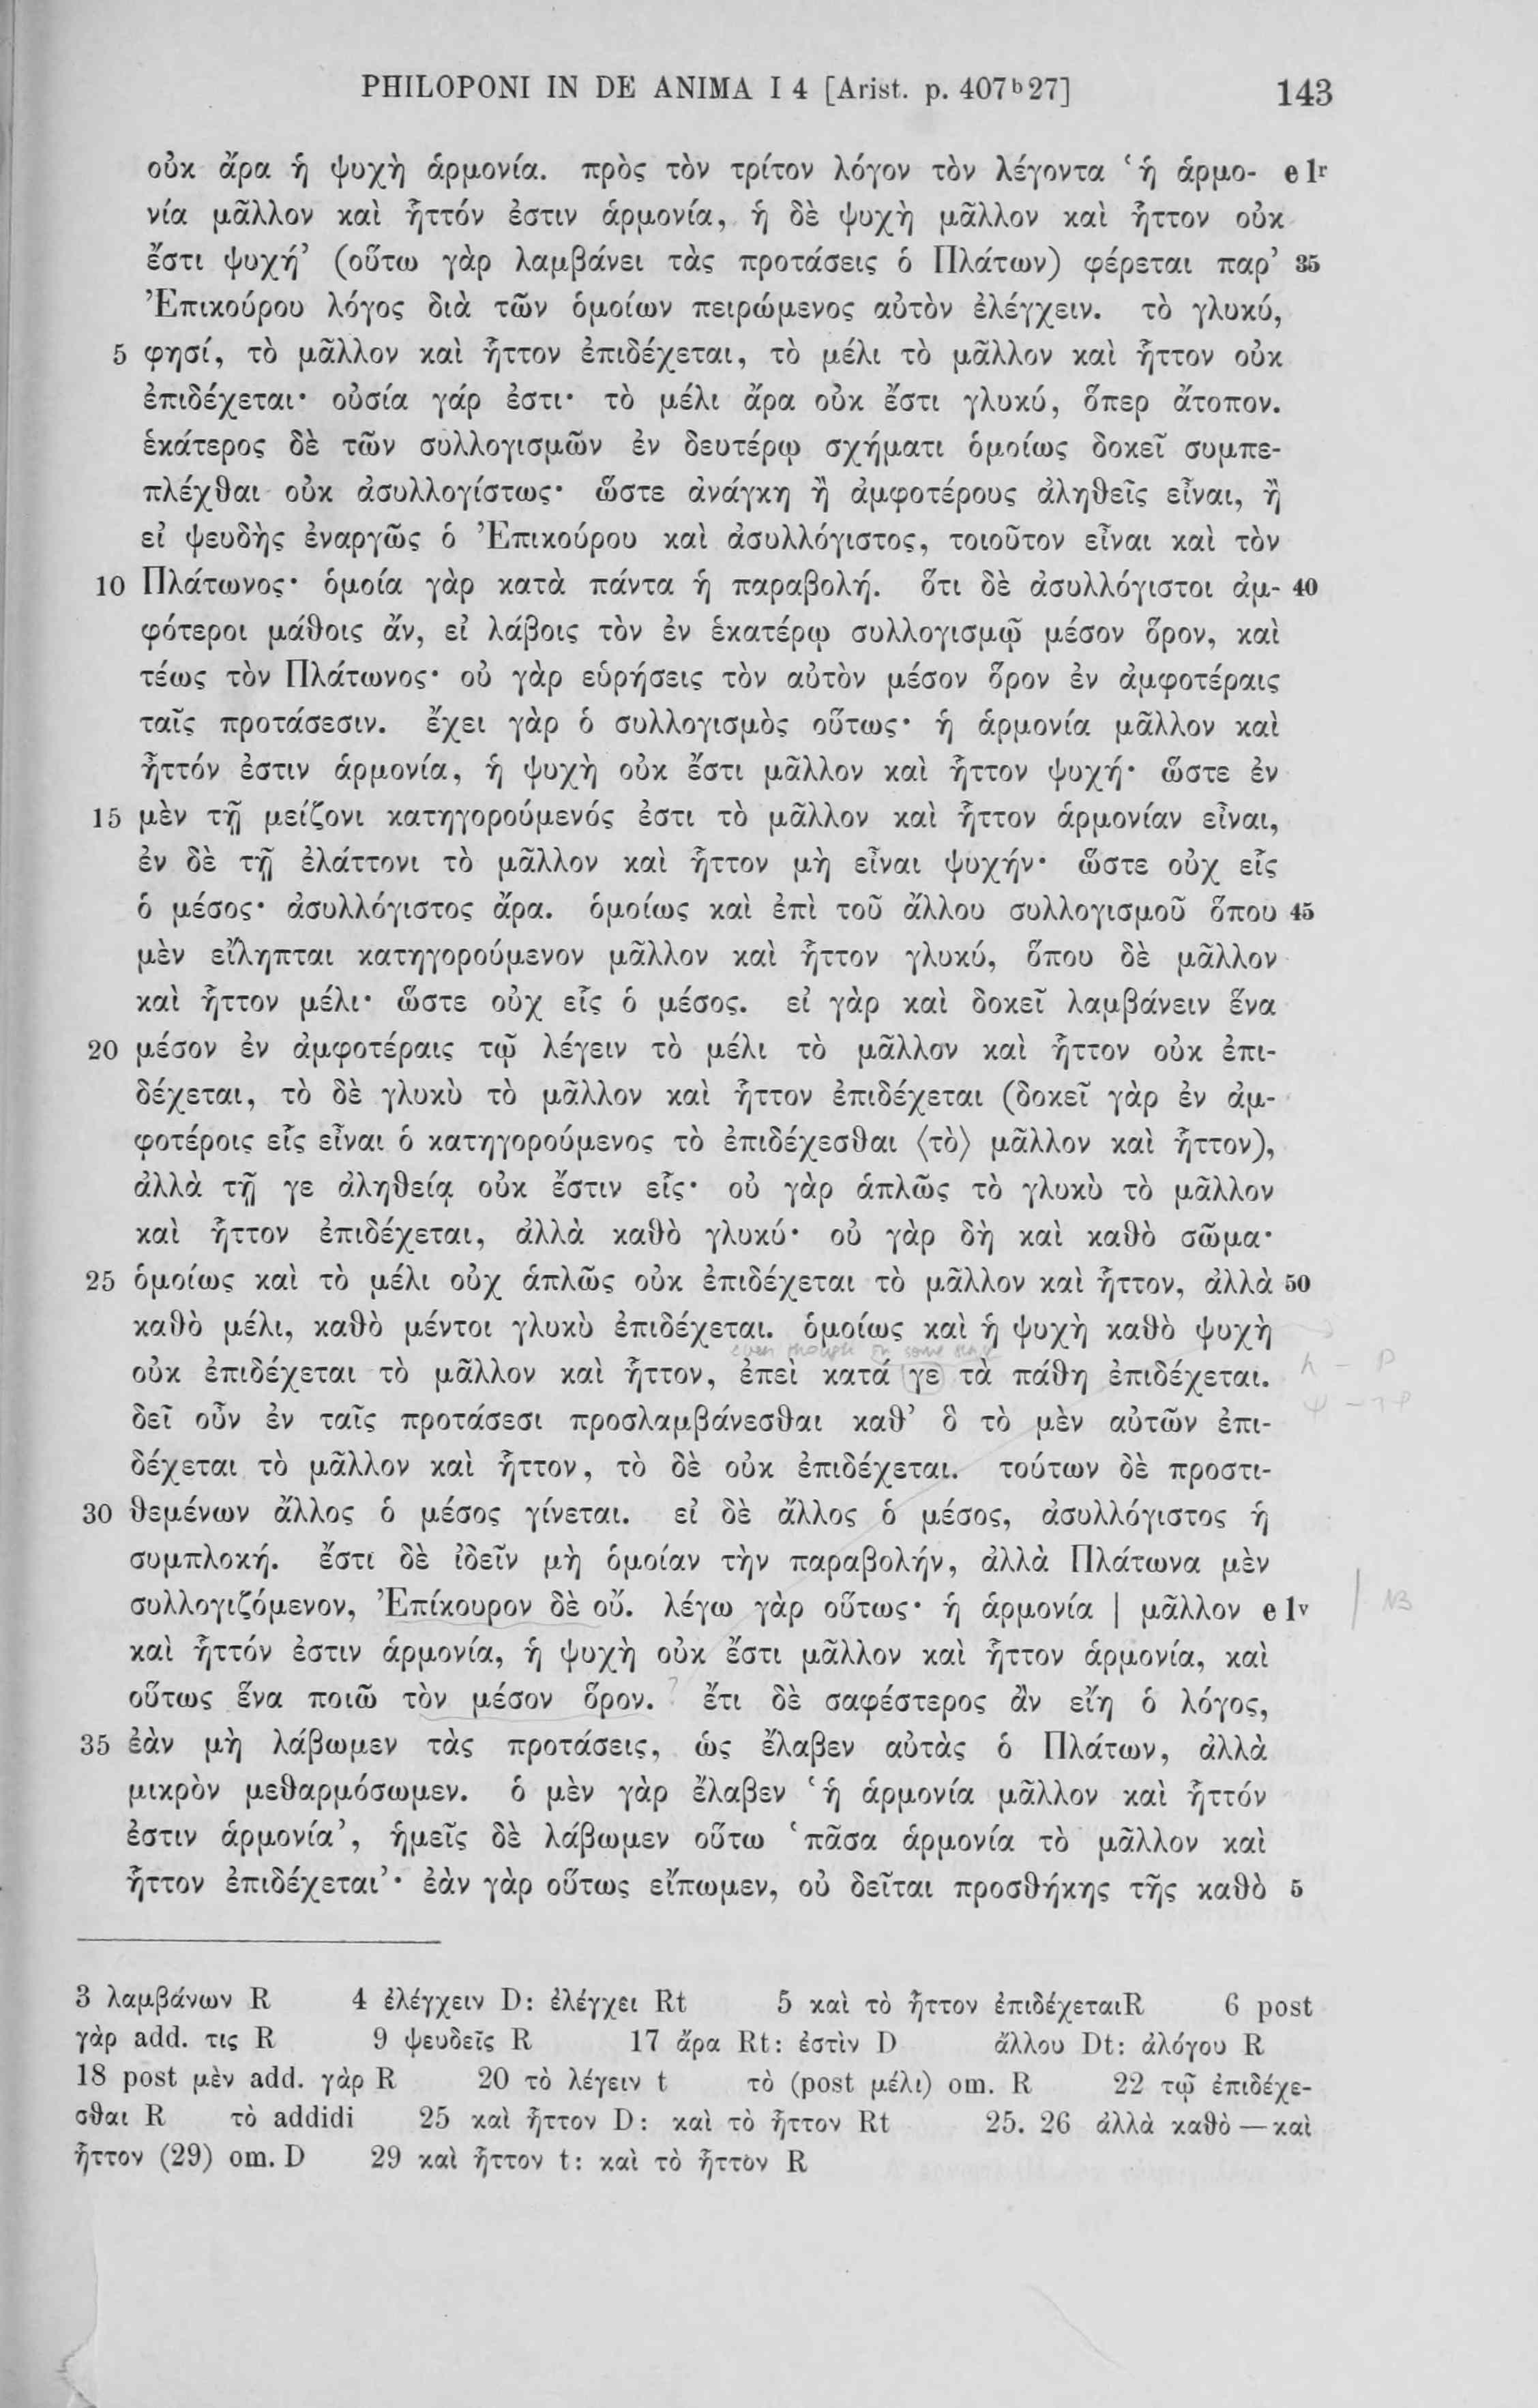 PHILOPONI IN DE ANIMA I 4 [Arist. p. 407ᵇ27] 143
οὐκ ἄρα ἡ ψυχὴ ἁρμονία. πρὸς τὸν τρίτον λόγον τὸν λέγοντα ‘ἡ ἁρμο- e 1ʳ
νία μᾶλλον καὶ ἧττόν ἐστιν ἁρμονία, ἡ δὲ ψυχὴ μᾶλλον καὶ ἧττον οὐκ
ἔστι ψυχή’ (οὕτω γὰρ λαμβάνει τὰς προτάσεις ὁ Πλάτων) φέρεται παρ’ 35
Ἐπικούρου λόγος διὰ τῶν ὁμοίων πειρώμενος αὐτὸν ἐλέγχειν. τὸ γλυκύ,
5 φησί, τὸ μᾶλλον καὶ ἧττον ἐπιδέχεται, τὸ μέλι τὸ μᾶλλον καὶ ἧττον οὐκ
ἐπιδέχεται· οὐσία γάρ ἐστι· τὸ μέλι ἄρα οὐκ ἔστι γλυκύ, ὅπερ ἄτοπον.
ἑκάτερος δὲ τῶν συλλογισμῶν ἐν δευτέρῳ σχήματι ὁμοίως δοκεῖ συμπε-
πλέχθαι οὐκ ἀσυλλογίστως· ὥστε ἀνάγκη ἢ ἀμφοτέρους ἀληθεῖς εἶναι, ἢ
εἰ ψευδὴς ἐναργῶς ὁ Ἐπικούρου καὶ ἀσυλλόγιστος, τοιοῦτον εἶναι καὶ τὸν
10 Πλάτωνος· ὁμοία γὰρ κατὰ πάντα ἡ παραβολή. ὅτι δὲ ἀσυλλόγιστοι ἀμ- 40
φότεροι μάθοις ἄν, εἰ λάβοις τὸν ἐν ἑκατέρῳ συλλογισμῷ μέσον ὅρον, καὶ
τέως τὸν Πλάτωνος· οὐ γὰρ εὑρήσεις τὸν αὐτὸν μέσον ὅρον ἐν ἀμφοτέραις
ταῖς προτάσεσιν. ἔχει γὰρ ὁ συλλογισμὸς οὕτως· ἡ ἁρμονία μᾶλλον καὶ
ἧττόν ἐστιν ἁρμονία, ἡ ψυχὴ οὐκ ἔστι μᾶλλον καὶ ἧττον ψυχή· ὥστε ἐν
15 μὲν τῇ μείζονι κατηγορούμενός ἐστι τὸ μᾶλλον καὶ ἧττον ἁρμονίαν εἶναι,
ἐν δὲ τῇ ἐλάττονι τὸ μᾶλλον καὶ ἧττον μὴ εἶναι ψυχήν· ὥστε οὐχ εἷς
ὁ μέσος· ἀσυλλόγιστος ἄρα. ὁμοίως καὶ ἐπὶ τοῦ ἄλλου συλλογισμοῦ ὅπου 45
μὲν εἴληπται κατηγορούμενον μᾶλλον καὶ ἧττον γλυκύ, ὅπου δὲ μᾶλλον
καὶ ἧττον μέλι· ὥστε οὐχ εἷς ὁ μέσος. εἰ γὰρ καὶ δοκεῖ λαμβάνειν ἕνα
20 μέσον ἐν ἀμφοτέραις τῷ λέγειν τὸ μέλι τὸ μᾶλλον καὶ ἧττον οὐκ ἐπι-
δέχεται, τὸ δὲ γλυκὺ τὸ μᾶλλον καὶ ἧττον ἐπιδέχεται (δοκεῖ γὰρ ἐν ἀμ-
φοτέροις εἷς εἶναι ὁ κατηγορούμενος τὸ ἐπιδέχεσθαι ⟨τὸ⟩ μᾶλλον καὶ ἧττον),
ἀλλὰ τῇ γε ἀληθείᾳ οὐκ ἔστιν εἷς· οὐ γὰρ ἁπλῶς τὸ γλυκὺ τὸ μᾶλλον
καὶ ἧττον ἐπιδέχεται, ἀλλὰ καθὸ γλυκύ· οὐ γὰρ δὴ καὶ καθὸ σῶμα·
25 ὁμοίως καὶ τὸ μέλι οὐχ ἁπλῶς οὐκ ἐπιδέχεται τὸ μᾶλλον καὶ ἧττον, ἀλλὰ 50
καθὸ μέλι, καθὸ μέντοι γλυκὺ ἐπιδέχεται. ὁμοίως καὶ ἡ ψυχὴ καθὸ ψυχὴ
οὐκ ἐπιδέχεται τὸ μᾶλλον καὶ ἧττον, ἐπεὶ κατά γε τὰ πάθη ἐπιδέχεται.
δεῖ οὖν ἐν ταῖς προτάσεσι προσλαμβάνεσθαι καθ’ ὃ τὸ μὲν αὐτῶν ἐπι-
δέχεται τὸ μᾶλλον καὶ ἧττον, τὸ δὲ οὐκ ἐπιδέχεται. τούτων δὲ προστι-
30 θεμένων ἄλλος ὁ μέσος γίνεται. εἰ δὲ ἄλλος ὁ μέσος, ἀσυλλόγιστος ἡ
συμπλοκή. ἔστι δὲ ἰδεῖν μὴ ὁμοίαν τὴν παραβολήν, ἀλλὰ Πλάτωνα μὲν
συλλογιζόμενον, Ἐπίκουρον δὲ οὔ. λέγω γὰρ οὕτως· ἡ ἁρμονία | μᾶλλον e 1ᵛ NB
καὶ ἧττόν ἐστιν ἁρμονία, ἡ ψυχὴ οὐκ ἔστι μᾶλλον καὶ ἧττον ἁρμονία, καὶ
οὕτως ἕνα ποιῶ τὸν μέσον ὅρον. ἔτι δὲ σαφέστερος ἂν εἴη ὁ λόγος,
35 ἐὰν μὴ λάβωμεν τὰς προτάσεις, ὡς ἔλαβεν αὐτὰς ὁ Πλάτων, ἀλλὰ
μικρὸν μεθαρμόσωμεν. ὁ μὲν γὰρ ἔλαβεν ‘ἡ ἁρμονία μᾶλλον καὶ ἧττόν
ἐστιν ἁρμονία’, ἡμεῖς δὲ λάβωμεν οὕτω ‘πᾶσα ἁρμονία τὸ μᾶλλον καὶ
ἧττον ἐπιδέχεται’· ἐὰν γὰρ οὕτως εἴπωμεν, οὐ δεῖται προσθήκης τῆς καθὸ 5
3 λαμβάνων R 4 ἐλέγχειν D: ἐλέγχει Rt 5 καὶ τὸ ἧττον ἐπιδέχεται R 6 post
γὰρ add. τις R 9 ψευδεῖς R 17 ἄρα Rt: ἐστὶν D ἄλλου Dt: ἀλόγου R
18 post μὲν add. γὰρ R 20 τὸ λέγειν t τὸ (post μέλι) om. R 22 τῷ ἐπιδέχε-
σθαι R τὸ addidi 25 καὶ ἧττον D: καὶ τὸ ἧττον Rt 25. 26 ἀλλὰ καθὸ — καὶ
ἧττον (29) om. D 29 καὶ ἧττον t: καὶ τὸ ἧττον R